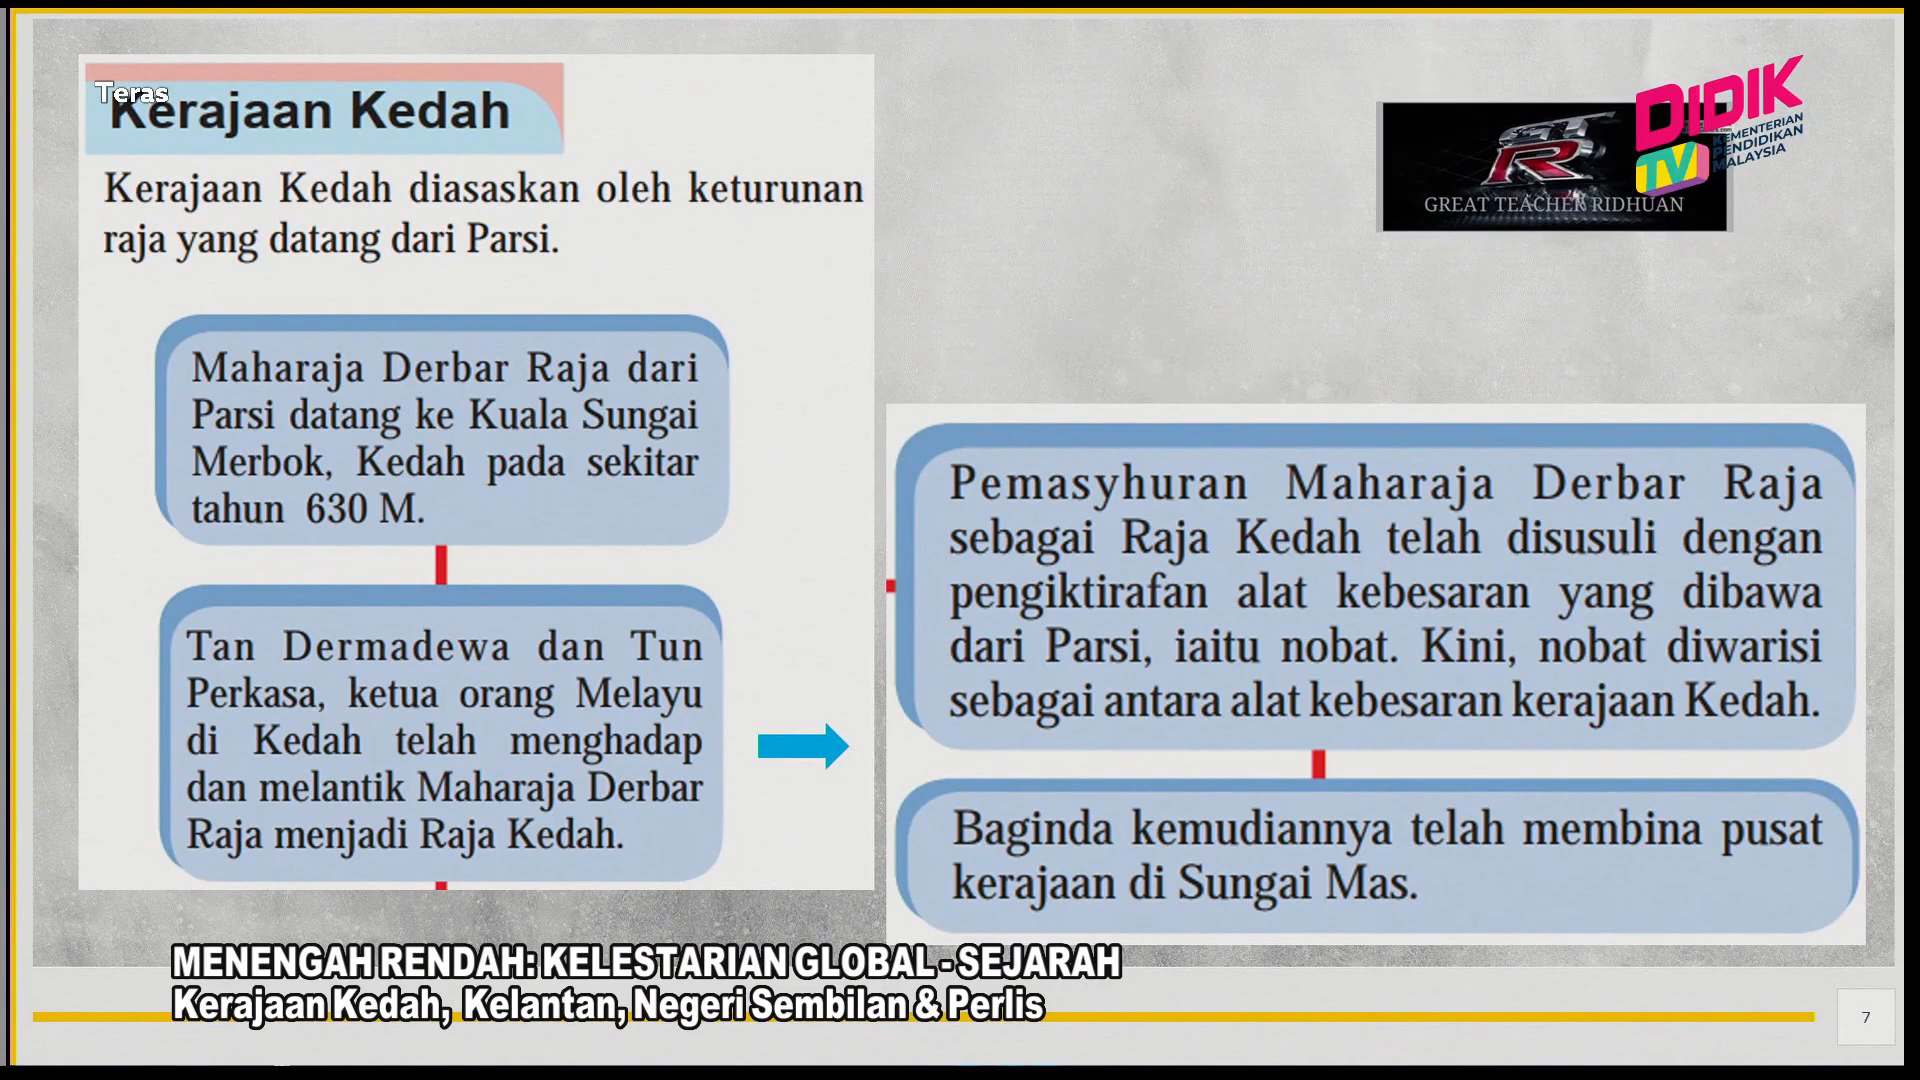 Teras
Kerajaan Kedah
Kerajaan Kedah diasaskan oleh keturunan
raja yang datang dari Parsi.
Maharaja Derbar Raja dari
Parsi datang ke Kuala Sungai
Merbok, Kedah pada sekitar
tahun 630 M.
Tan Dermadewa dan Tun
Perkasa, ketua orang Melayu
di Kedah telah menghadap
dan melantik Maharaja Derbar
Raja menjadi Raja Kedah.
GT
R
GREAT TEACHER RIDHUAN
DIDIK
TV
KEMENTERIAN
PENDIDIKAN
MALAYSIA
Pemasyhuran Maharaja Derbar Raja
sebagai Raja Kedah telah disusuli dengan
pengiktirafan alat kebesaran yang dibawa
dari Parsi, iaitu nobat. Kini, nobat diwarisi
sebagai antara alat kebesaran kerajaan Kedah.
Baginda kemudiannya telah membina pusat
kerajaan di Sungai Mas.
MENENGAH RENDAH: KELESTARIAN GLOBAL - SEJARAH
Kerajaan Kedah, Kelantan, Negeri Sembilan & Perlis
7